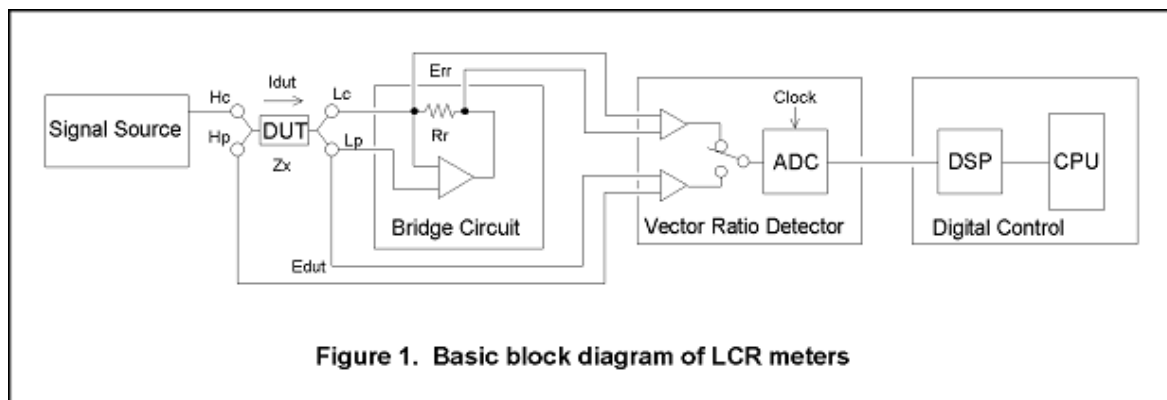 Signal Source
Hc
Hp
Idut
DUT
Zx
Lc
Lp
Err
Rr
Bridge Circuit
Edut
Clock
ADC
Vector Ratio Detector
DSP
CPU
Digital Control
Figure 1. Basic block diagram of LCR meters